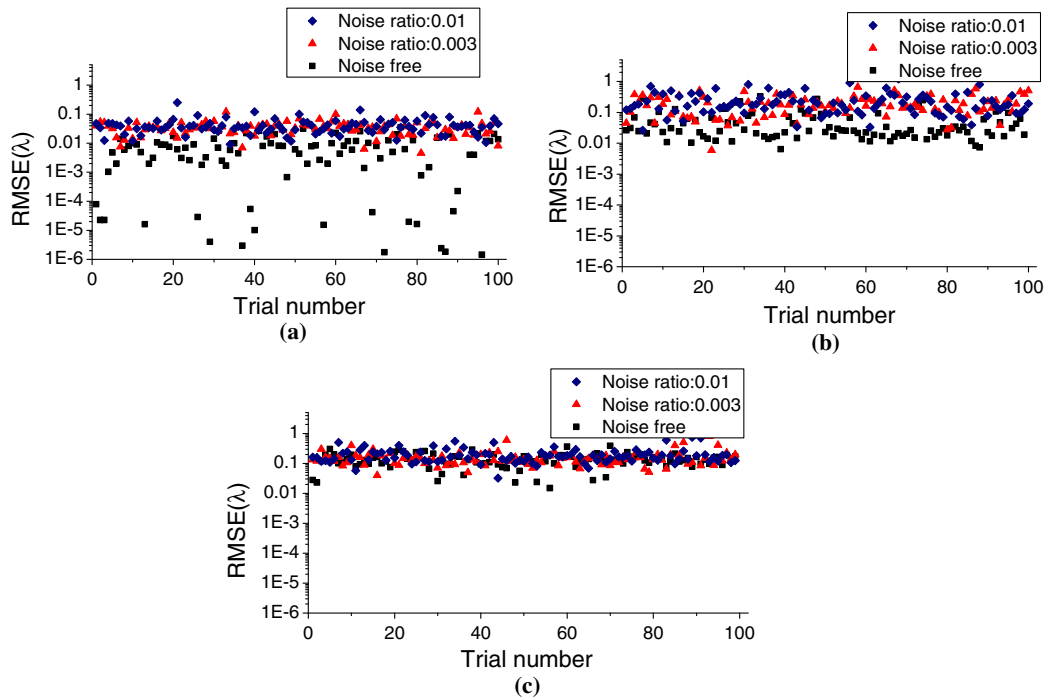 Noise ratio:0.01
Noise ratio:0.003
Noise free
1
0.1
0.01
1E-3
1E-4
1E-5
1E-6
RMSE(λ)
0 20 40 60 80 100
Trial number
(a)
Noise ratio:0.01
Noise ratio:0.003
Noise free
1
0.1
0.01
1E-3
1E-4
1E-5
1E-6
RMSE(λ)
0 20 40 60 80 100
Trial number
(b)
Noise ratio:0.01
Noise ratio:0.003
Noise free
1
0.1
0.01
1E-3
1E-4
1E-5
1E-6
RMSE(λ)
0 20 40 60 80 100
Trial number
(c)